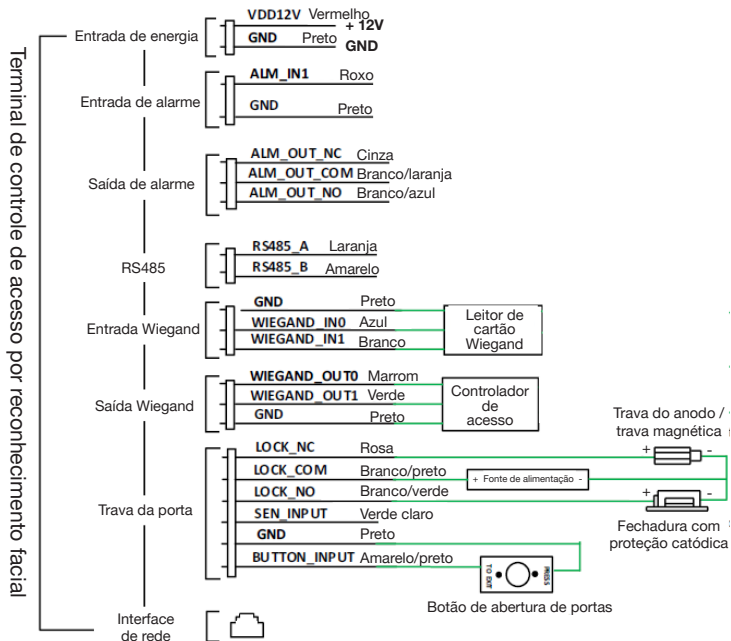 Terminal de controle de acesso por reconhecimento facial
Entrada de energia
VDD12V Vermelho
+ 12V
GND Preto
GND
Entrada de alarme
ALM_IN1 Roxo
GND Preto
Saída de alarme
ALM_OUT_NC Cinza
ALM_OUT_COM Branco/laranja
ALM_OUT_NO Branco/azul
RS485
RS485_A Laranja
RS485_B Amarelo
Entrada Wiegand
GND Preto
WIEGAND_IN0 Azul
WIEGAND_IN1 Branco
Leitor de
cartão
Wiegand
Saída Wiegand
WIEGAND_OUT0 Marrom
WIEGAND_OUT1 Verde
GND Preto
Controlador
de
acesso
Trava da porta
LOCK_NC Rosa
LOCK_COM Branco/preto
LOCK_NO Branco/verde
SEN_INPUT Verde claro
GND Preto
BUTTON_INPUT Amarelo/preto
+ Fonte de alimentação -
Trava do anodo /
trava magnética
+ -
+ -
Fechadura com
proteção catódica
TO EXIT
PRESS
Botão de abertura de portas
Interface
de rede